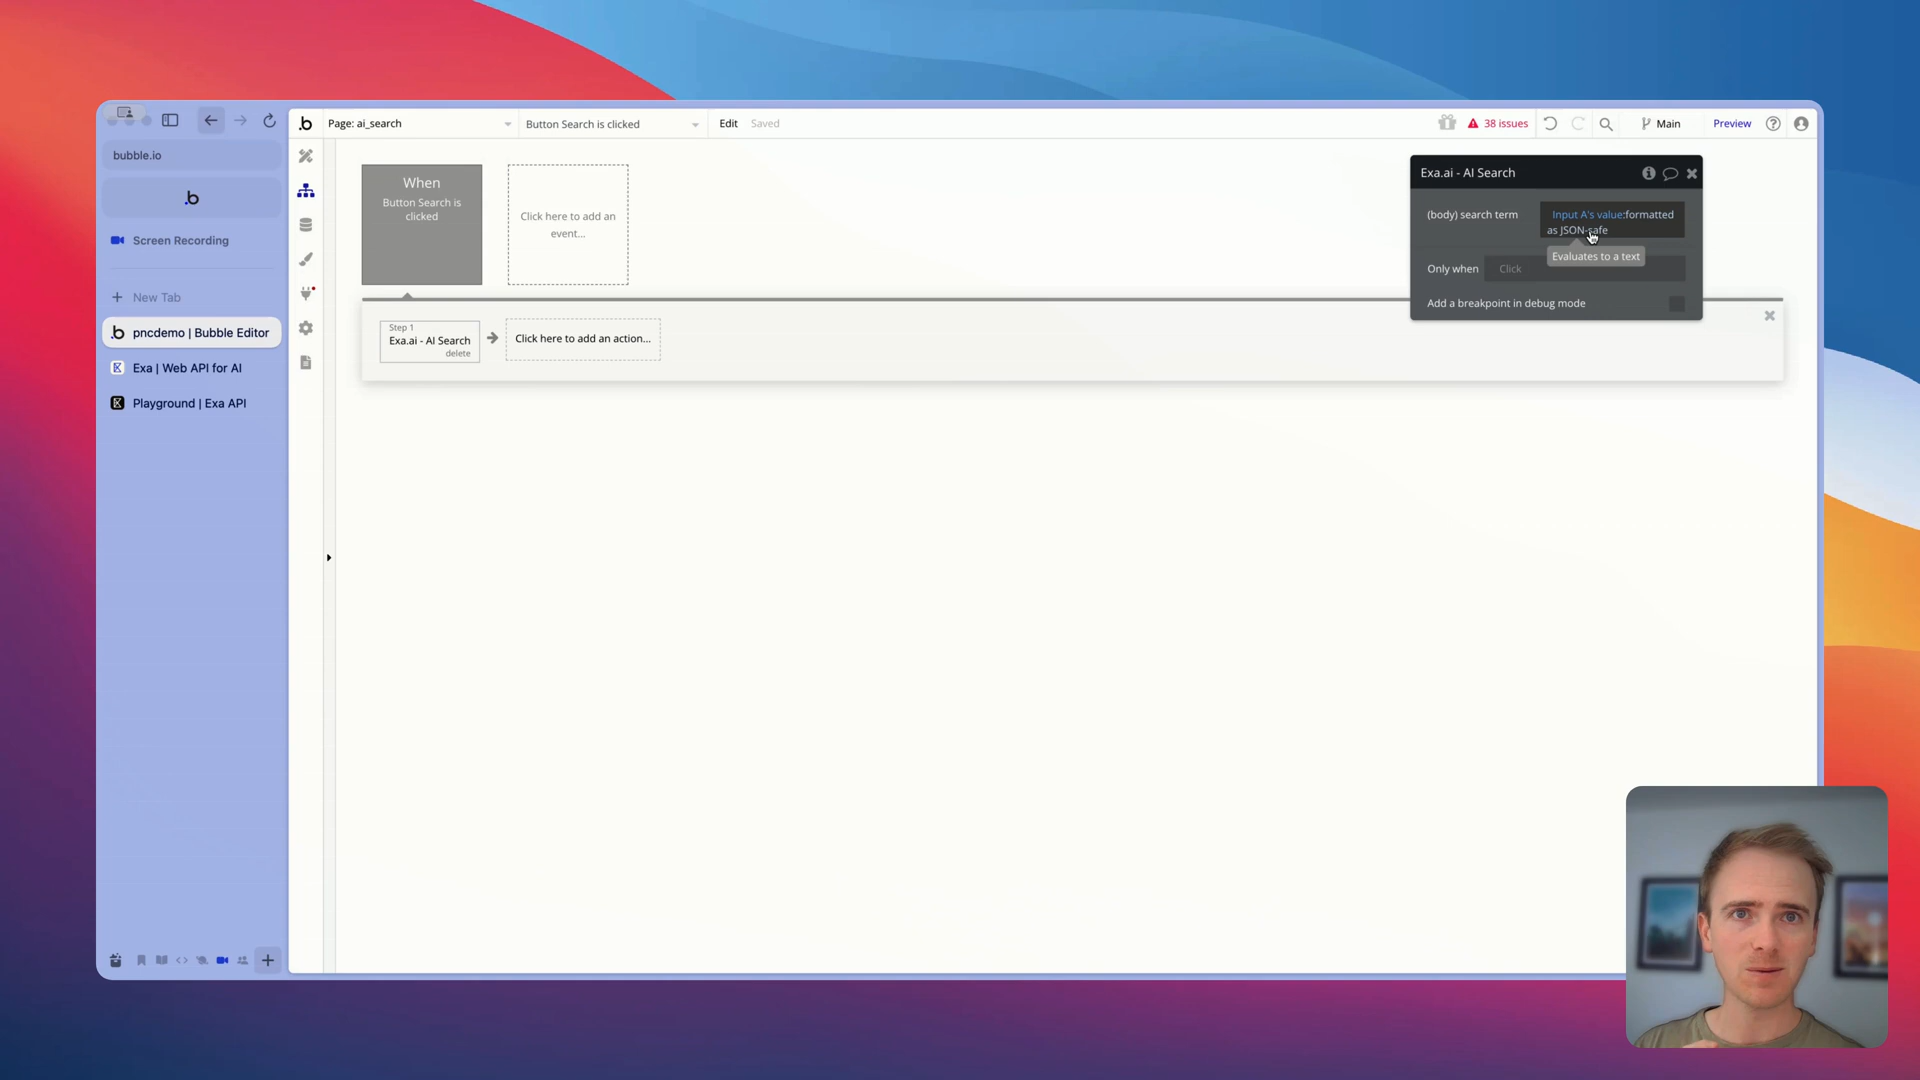 bubble.io
.b
Screen Recording
New Tab
b pncdemo | Bubble Editor
Exa | Web API for AI
Playground | Exa API
.b Page: ai_search
Button Search is clicked
Edit Saved
38 issues
Main
Preview
When
Button Search is
clicked
Click here to add an
event...
Step 1
Exa.ai - AI Search
delete
Click here to add an action...
Exa.ai - AI Search
(body) search term
Input A's value:formatted
as JSON-safe
Evaluates to a text
Only when
Click
Add a breakpoint in debug mode